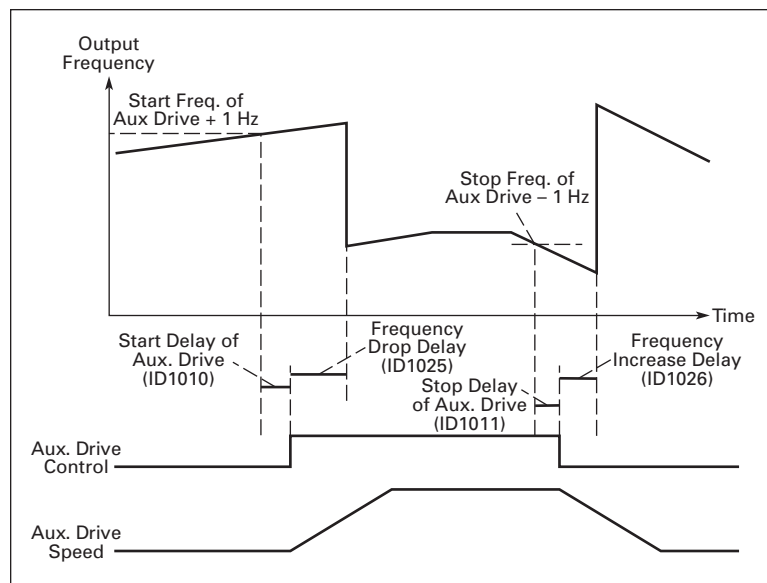 Output
Frequency
Start Freq. of
Aux Drive + 1 Hz
Stop Freq. of
Aux Drive – 1 Hz
Time
Start Delay of
Aux. Drive
(ID1010)
Frequency
Drop Delay
(ID1025)
Stop Delay
of Aux. Drive
(ID1011)
Frequency
Increase Delay
(ID1026)
Aux. Drive
Control
Aux. Drive
Speed